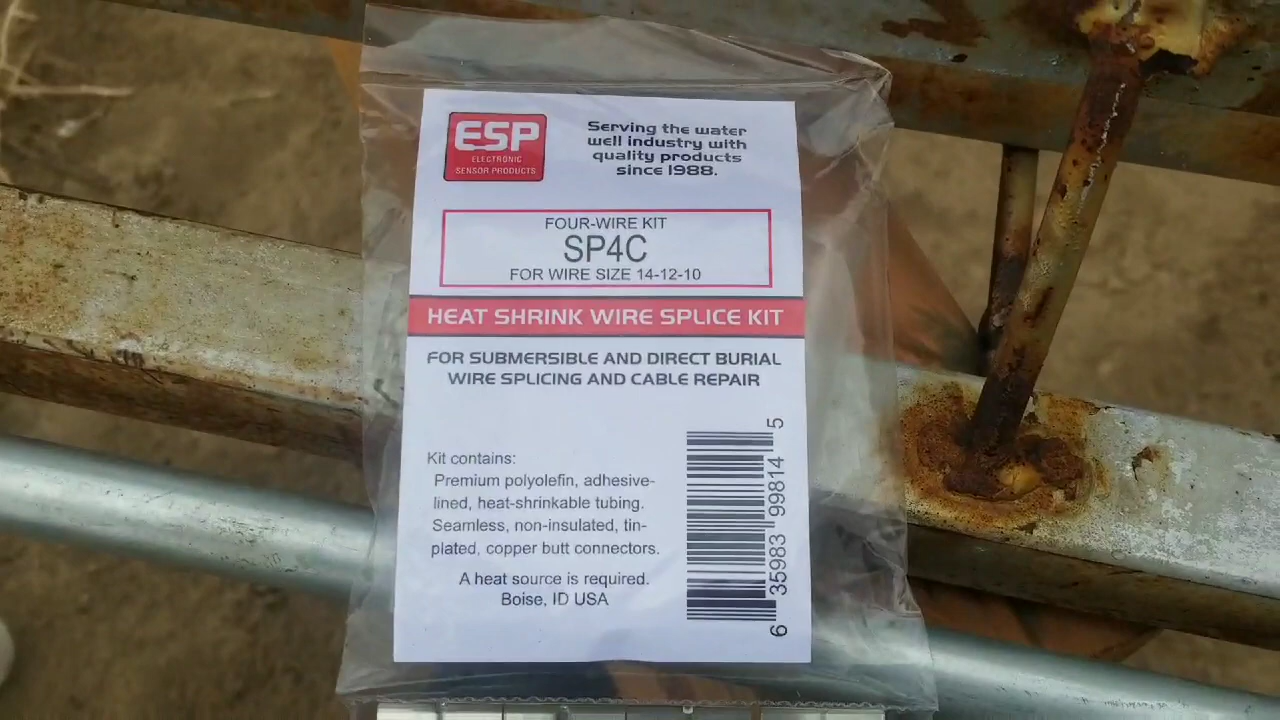 ESP
ELECTRONIC
SENSOR PRODUCTS
Serving the water
well industry with
quality products
since 1988.
FOUR-WIRE KIT
SP4C
FOR WIRE SIZE 14-12-10
HEAT SHRINK WIRE SPLICE KIT
FOR SUBMERSIBLE AND DIRECT BURIAL
WIRE SPLICING AND CABLE REPAIR
Kit contains:
Premium polyolefin, adhesive-
lined, heat-shrinkable tubing.
Seamless, non-insulated, tin-
plated, copper butt connectors.
A heat source is required.
Boise, ID USA
6 35983 99814 5